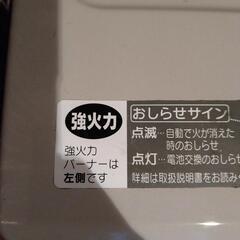 強火力
強火力
バーナーは
左側です
おしらせサイン
点滅…自動で火が消えた
時のおしらせ
点灯…電池交換のおしら
詳細は取扱説明書をお読み